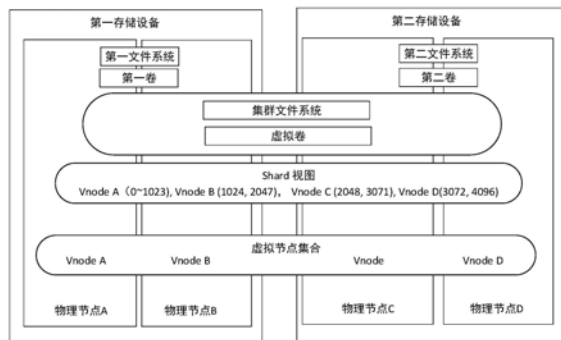 第一存储设备
第二存储设备
第一文件系统
第二文件系统
第一卷
第二卷
集群文件系统
虚拟卷
Shard 视图
Vnode A（0~1023), Vnode B (1024, 2047)， Vnode C (2048, 3071), Vnode D(3072, 4096)
虚拟节点集合
Vnode A Vnode B Vnode Vnode D
物理节点A 物理节点B 物理节点C 物理节点D